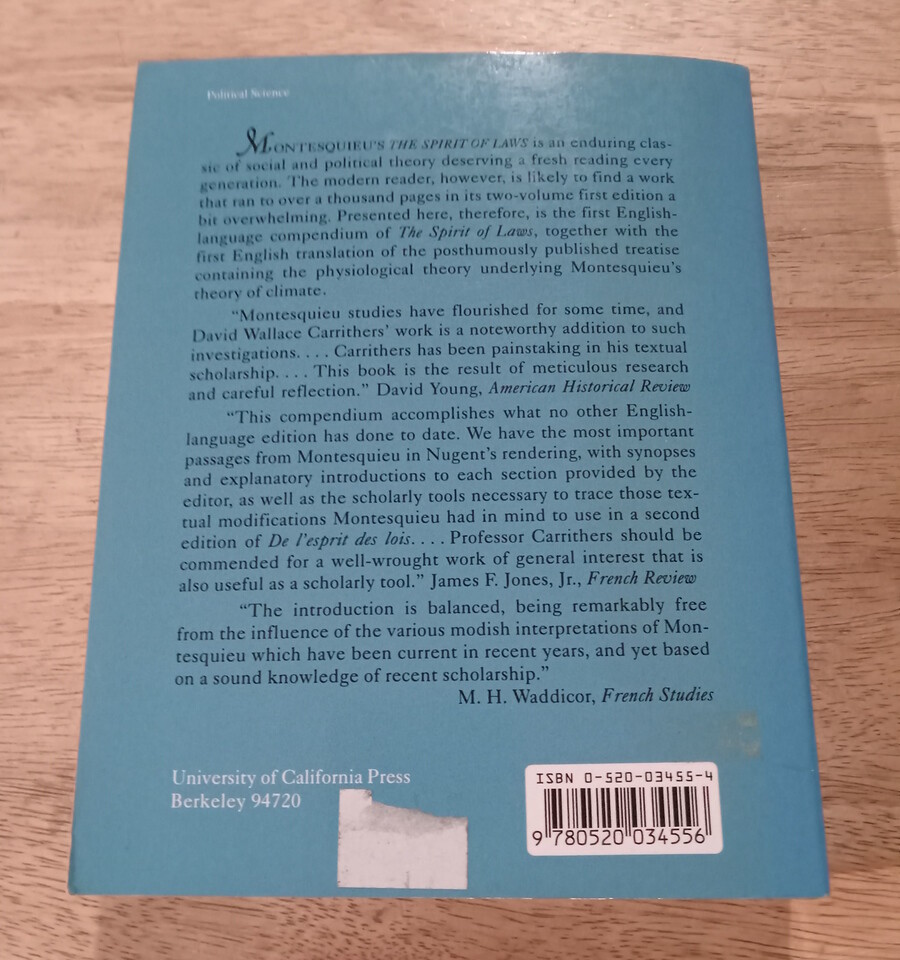 Political Science
MONTESQUIEU'S THE SPIRIT OF LAWS is an enduring clas-
sic of social and political theory deserving a fresh reading every
generation. The modern reader, however, is likely to find a work
that ran to over a thousand pages in its two-volume first edition a
bit overwhelming. Presented here, therefore, is the first English-
language compendium of The Spirit of Laws, together with the
first English translation of the posthumously published treatise
containing the physiological theory underlying Montesquieu's
theory of climate.
"Montesquieu studies have flourished for some time, and
David Wallace Carrithers' work is a noteworthy addition to such
investigations. . . . Carrithers has been painstaking in his textual
scholarship. . . . This book is the result of meticulous research
and careful reflection." David Young, American Historical Review
"This compendium accomplishes what no other English-
language edition has done to date. We have the most important
passages from Montesquieu in Nugent's rendering, with synopses
and explanatory introductions to each section provided by the
editor, as well as the scholarly tools necessary to trace those tex-
tual modifications Montesquieu had in mind to use in a second
edition of De l'esprit des lois. . . . Professor Carrithers should be
commended for a well-wrought work of general interest that is
also useful as a scholarly tool." James F. Jones, Jr., French Review
"The introduction is balanced, being remarkably free
from the influence of the various modish interpretations of Mon-
tesquieu which have been current in recent years, and yet based
on a sound knowledge of recent scholarship."
M. H. Waddicor, French Studies
University of California Press
Berkeley 94720
ISBN 0-520-03455-4
9 780520 034556